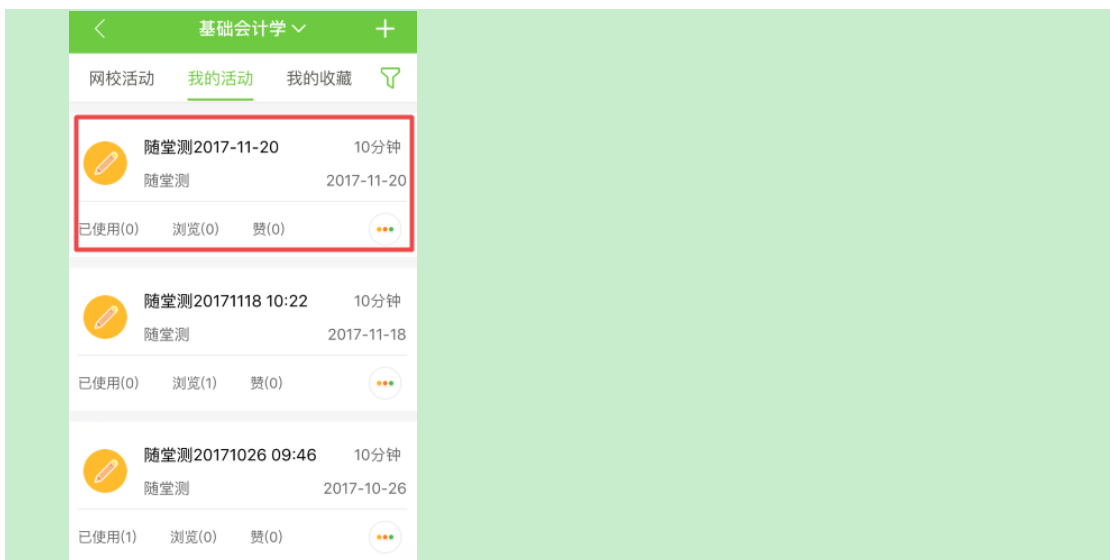 基础会计学
网校活动 我的活动 我的收藏
随堂测2017-11-20 10分钟
随堂测 2017-11-20
已使用(0) 浏览(0) 赞(0)
随堂测20171118 10:22 10分钟
随堂测 2017-11-18
已使用(0) 浏览(1) 赞(0)
随堂测20171026 09:46 10分钟
随堂测 2017-10-26
已使用(1) 浏览(0) 赞(0)